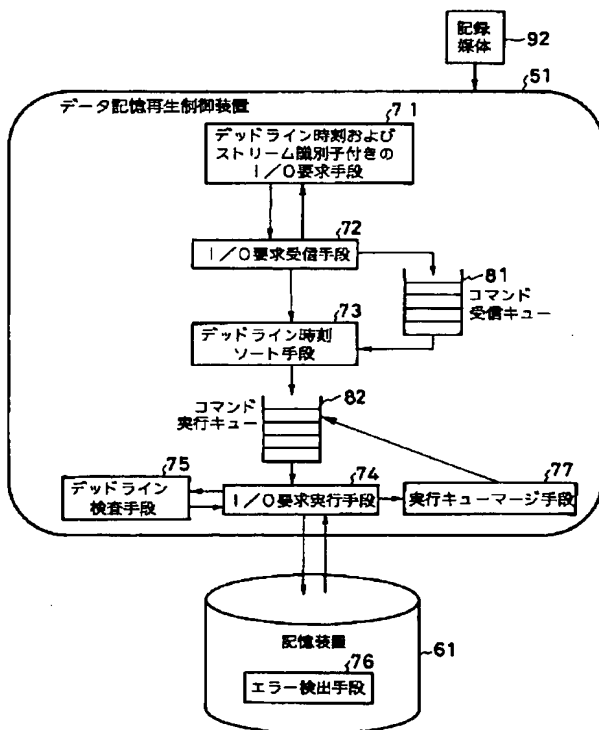 記録
媒体
92
51
データ記憶再生制御装置
71
デッドライン時刻および
ストリーム識別子付きの
I/O要求手段
72
I/O要求受信手段
81
コマンド
受信キュー
73
デッドライン時刻
ソート手段
82
コマンド
実行キュー
75
デッドライン
検査手段
74
I/O要求実行手段
77
実行キューマージ手段
記憶装置
61
76
エラー検出手段